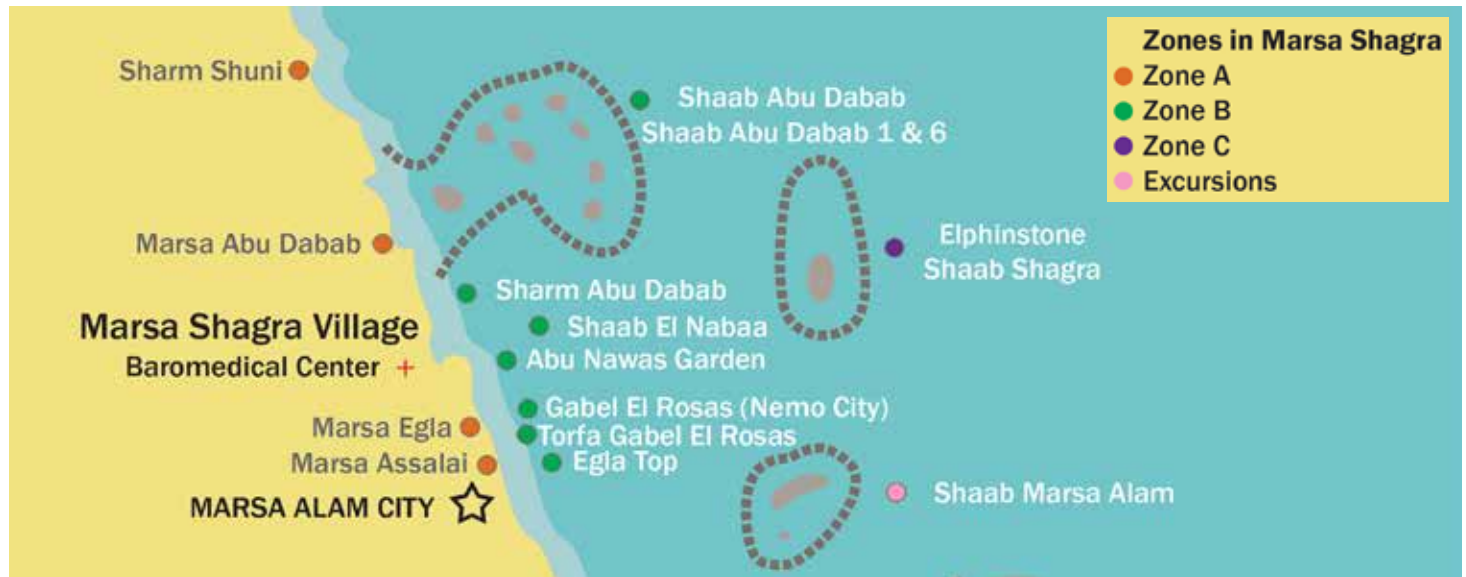 Zones in Marsa Shagra
Zone A
Zone B
Zone C
Excursions
Sharm Shuni
Shaab Abu Dabab
Shaab Abu Dabab 1 & 6
Marsa Abu Dabab
Elphinstone
Shaab Shagra
Sharm Abu Dabab
Marsa Shagra Village
Shaab El Nabaa
Baromedical Center
Abu Nawas Garden
Gabel El Rosas (Nemo City)
Marsa Egla
Torfa Gabel El Rosas
Marsa Assalai
Egla Top
MARSA ALAM CITY
Shaab Marsa Alam